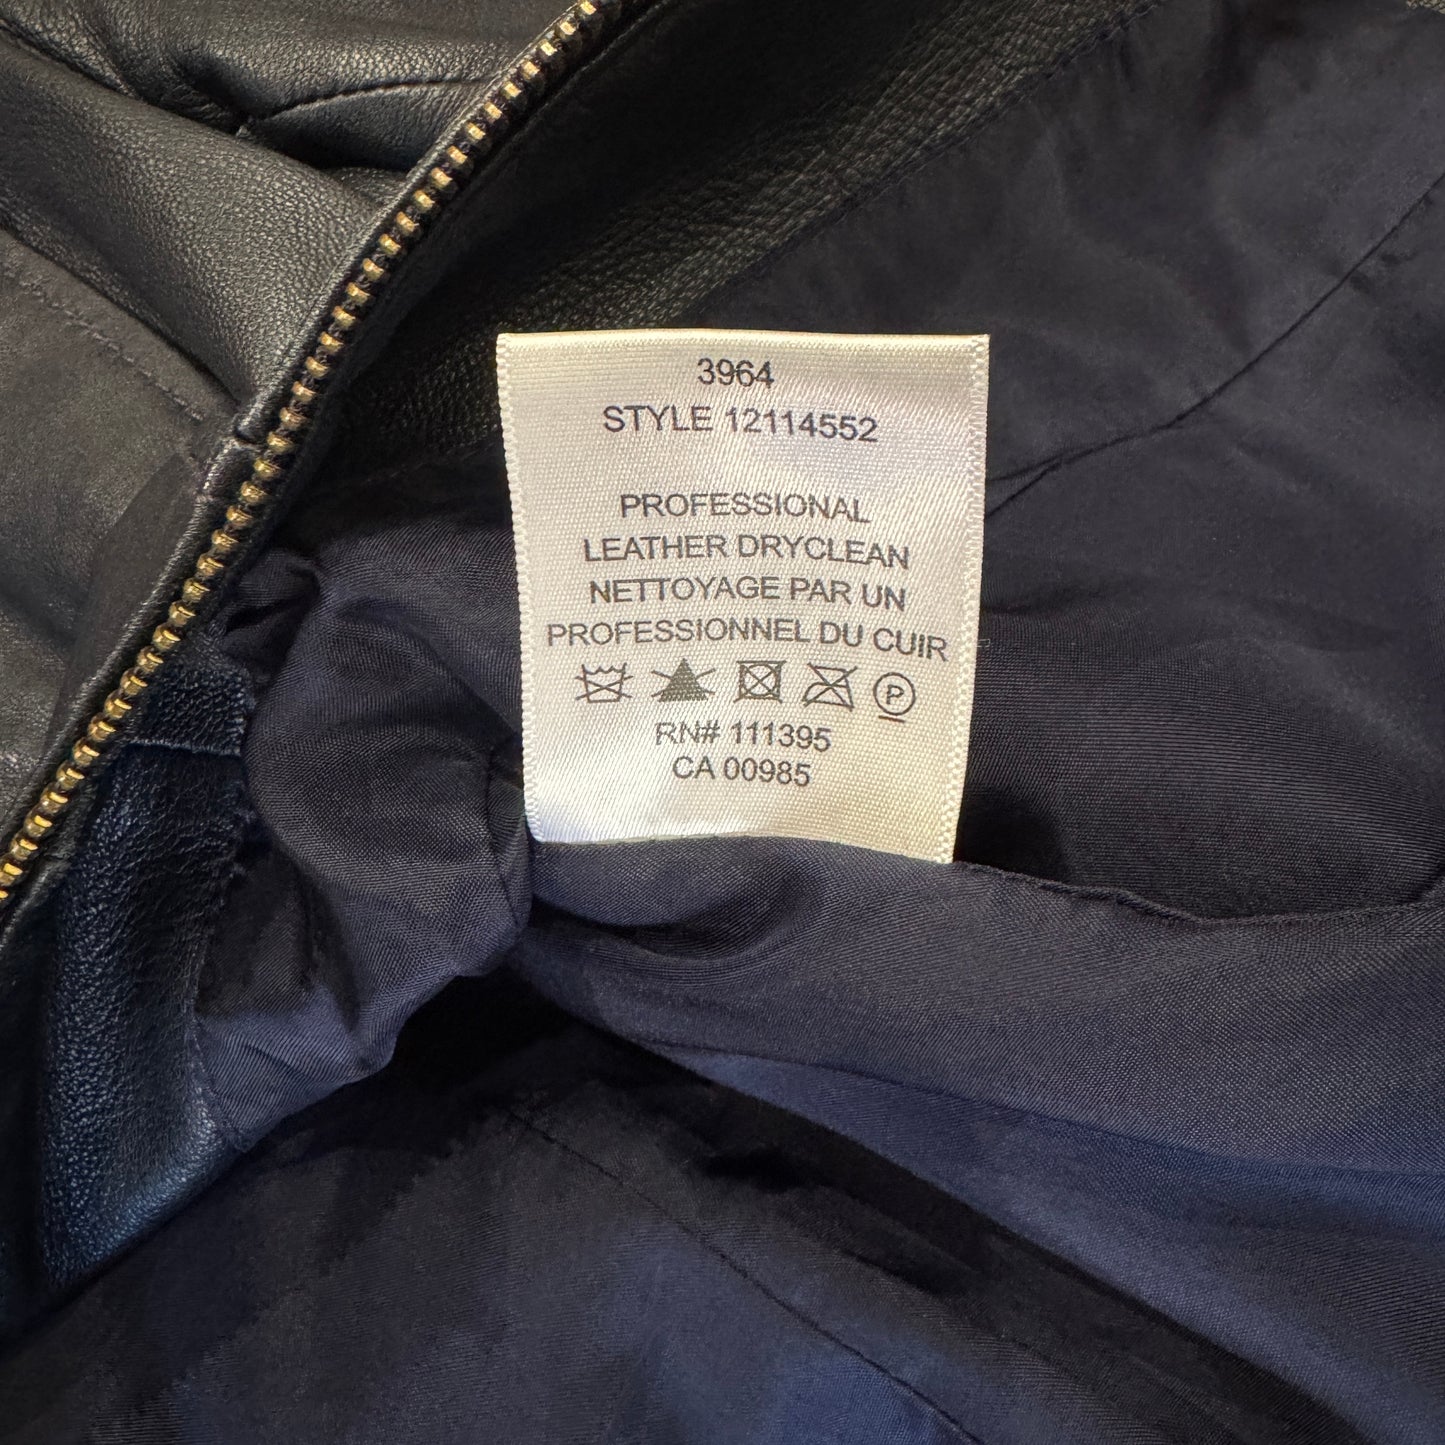 3964
STYLE 12114552
PROFESSIONAL
LEATHER DRYCLEAN
NETTOYAGE PAR UN
PROFESSIONNEL DU CUIR
P
RN# 111395
CA 00985